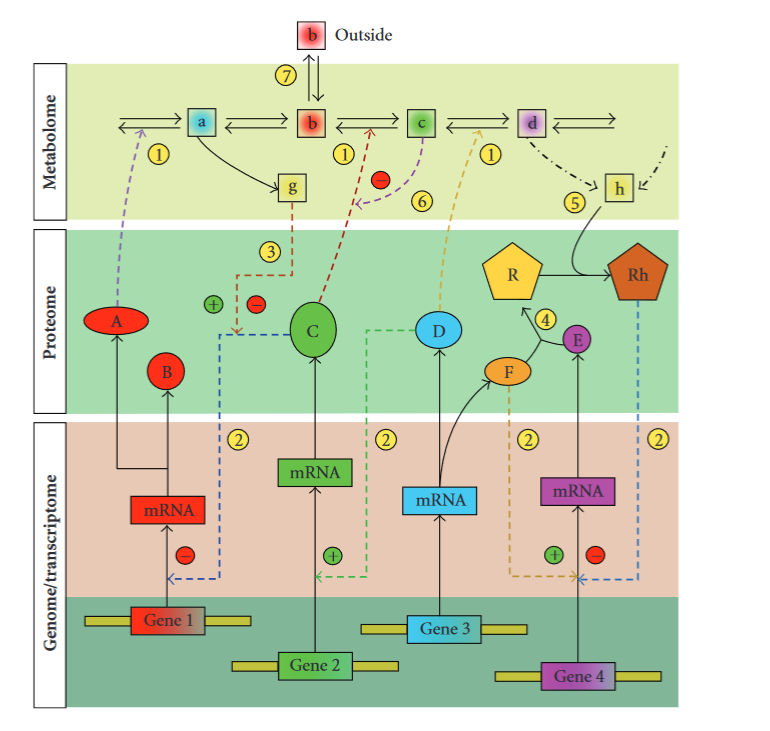 b Outside
7
a b c d
1 1 1
g h
− 6 5
3
R Rh
+ −
A C D 4 E
B F
2 2 2 2
mRNA mRNA mRNA mRNA
− + + −
Gene 1 Gene 2 Gene 3 Gene 4
Metabolome
Proteome
Genome/transcriptome